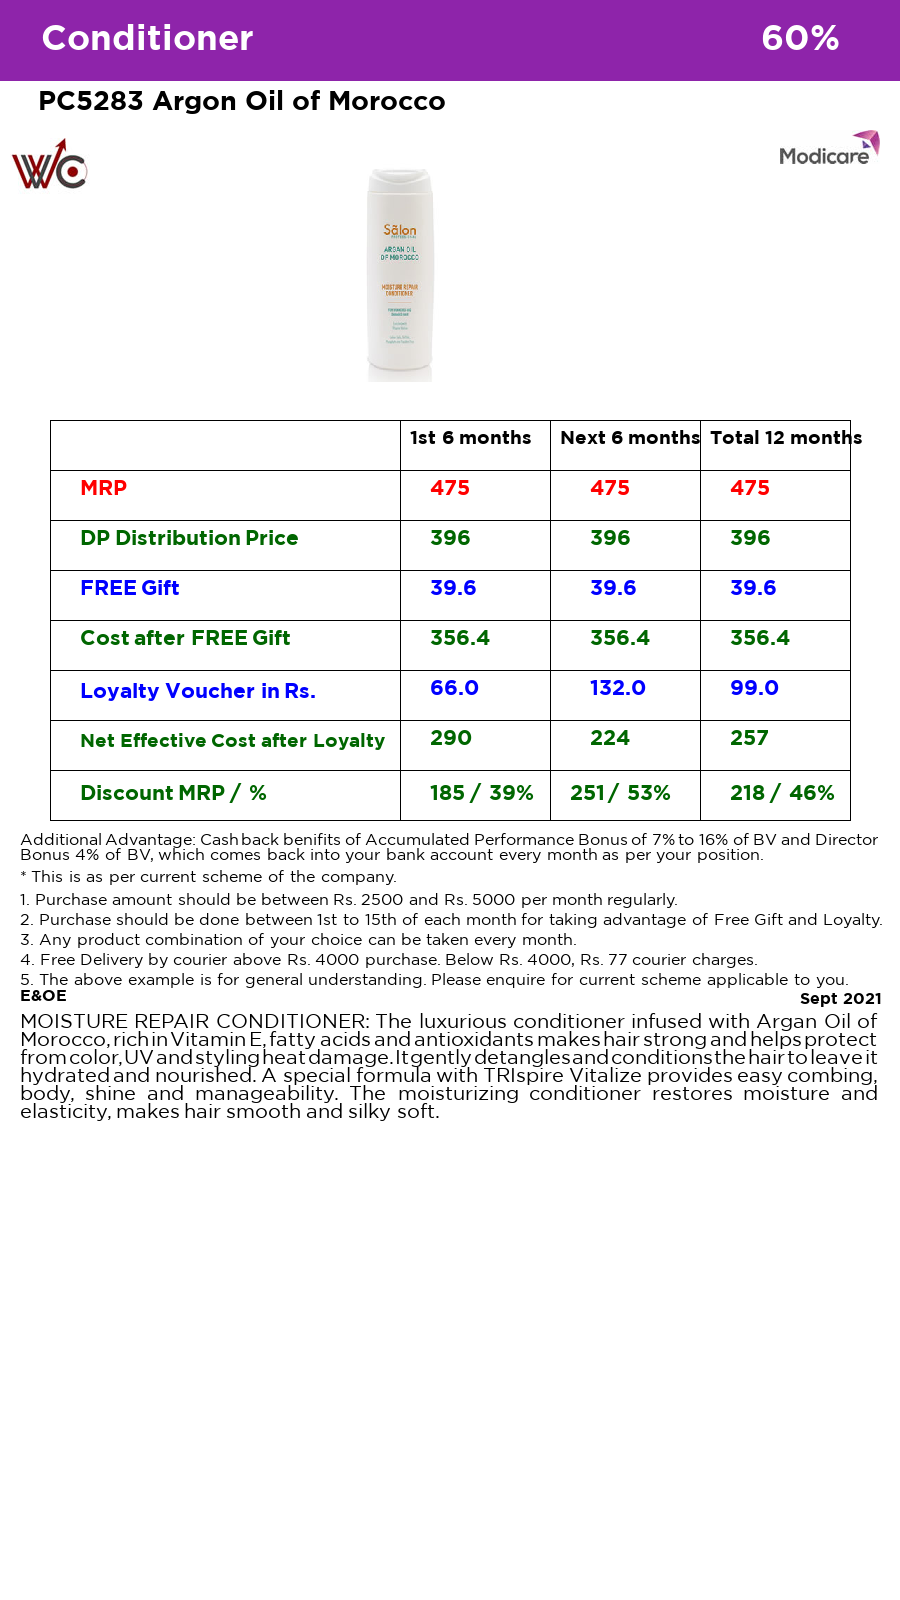 Conditioner 60%
PC5283 Argon Oil of Morocco
WC
Modicare
Sãlon
ARGAN OIL
OF MOROCCO
MOISTURE REPAIR
CONDITIONER
1st 6 months Next 6 months Total 12 months
MRP 475 475 475
DP Distribution Price 396 396 396
FREE Gift 39.6 39.6 39.6
Cost after FREE Gift 356.4 356.4 356.4
Loyalty Voucher in Rs. 66.0 132.0 99.0
Net Effective Cost after Loyalty 290 224 257
Discount MRP / % 185 / 39% 251 / 53% 218 / 46%
Additional Advantage: Cashback benifits of Accumulated Performance Bonus of 7% to 16% of BV and Director
Bonus 4% of BV, which comes back into your bank account every month as per your position.
* This is as per current scheme of the company.
1. Purchase amount should be between Rs. 2500 and Rs. 5000 per month regularly.
2. Purchase should be done between 1st to 15th of each month for taking advantage of Free Gift and Loyalty.
3. Any product combination of your choice can be taken every month.
4. Free Delivery by courier above Rs. 4000 purchase. Below Rs. 4000, Rs. 77 courier charges.
5. The above example is for general understanding. Please enquire for current scheme applicable to you.
E&OE Sept 2021
MOISTURE REPAIR CONDITIONER: The luxurious conditioner infused with Argan Oil of
Morocco, rich in Vitamin E, fatty acids and antioxidants makes hair strong and helps protect
from color, UV and styling heat damage. It gently detangles and conditions the hair to leave it
hydrated and nourished. A special formula with TRIspire Vitalize provides easy combing,
body, shine and manageability. The moisturizing conditioner restores moisture and
elasticity, makes hair smooth and silky soft.